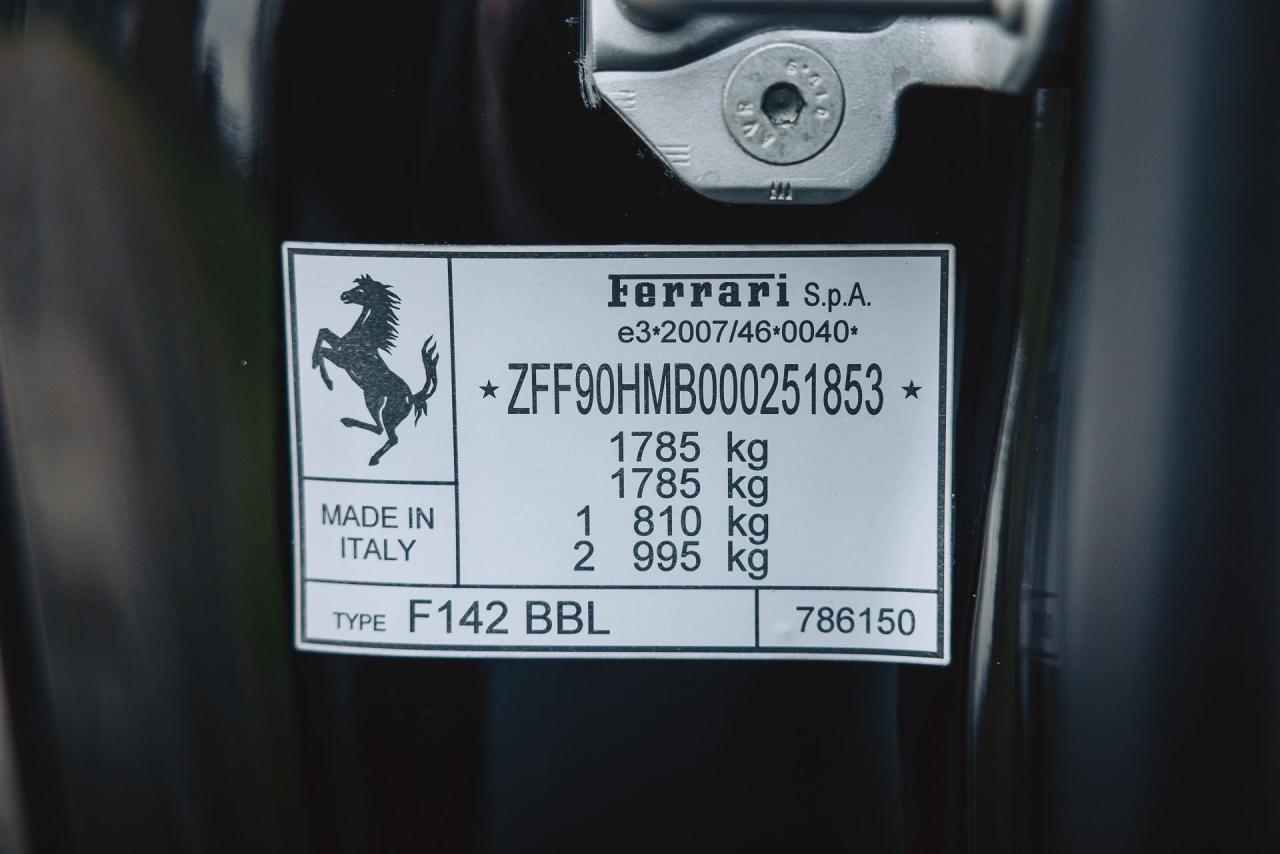 Ferrari S.p.A.
e3*2007/46*0040*
★ZFF90HMB000251853★
1785 kg
1785 kg
1 810 kg
2 995 kg
MADE IN
ITALY
TYPE F142 BBL
786150